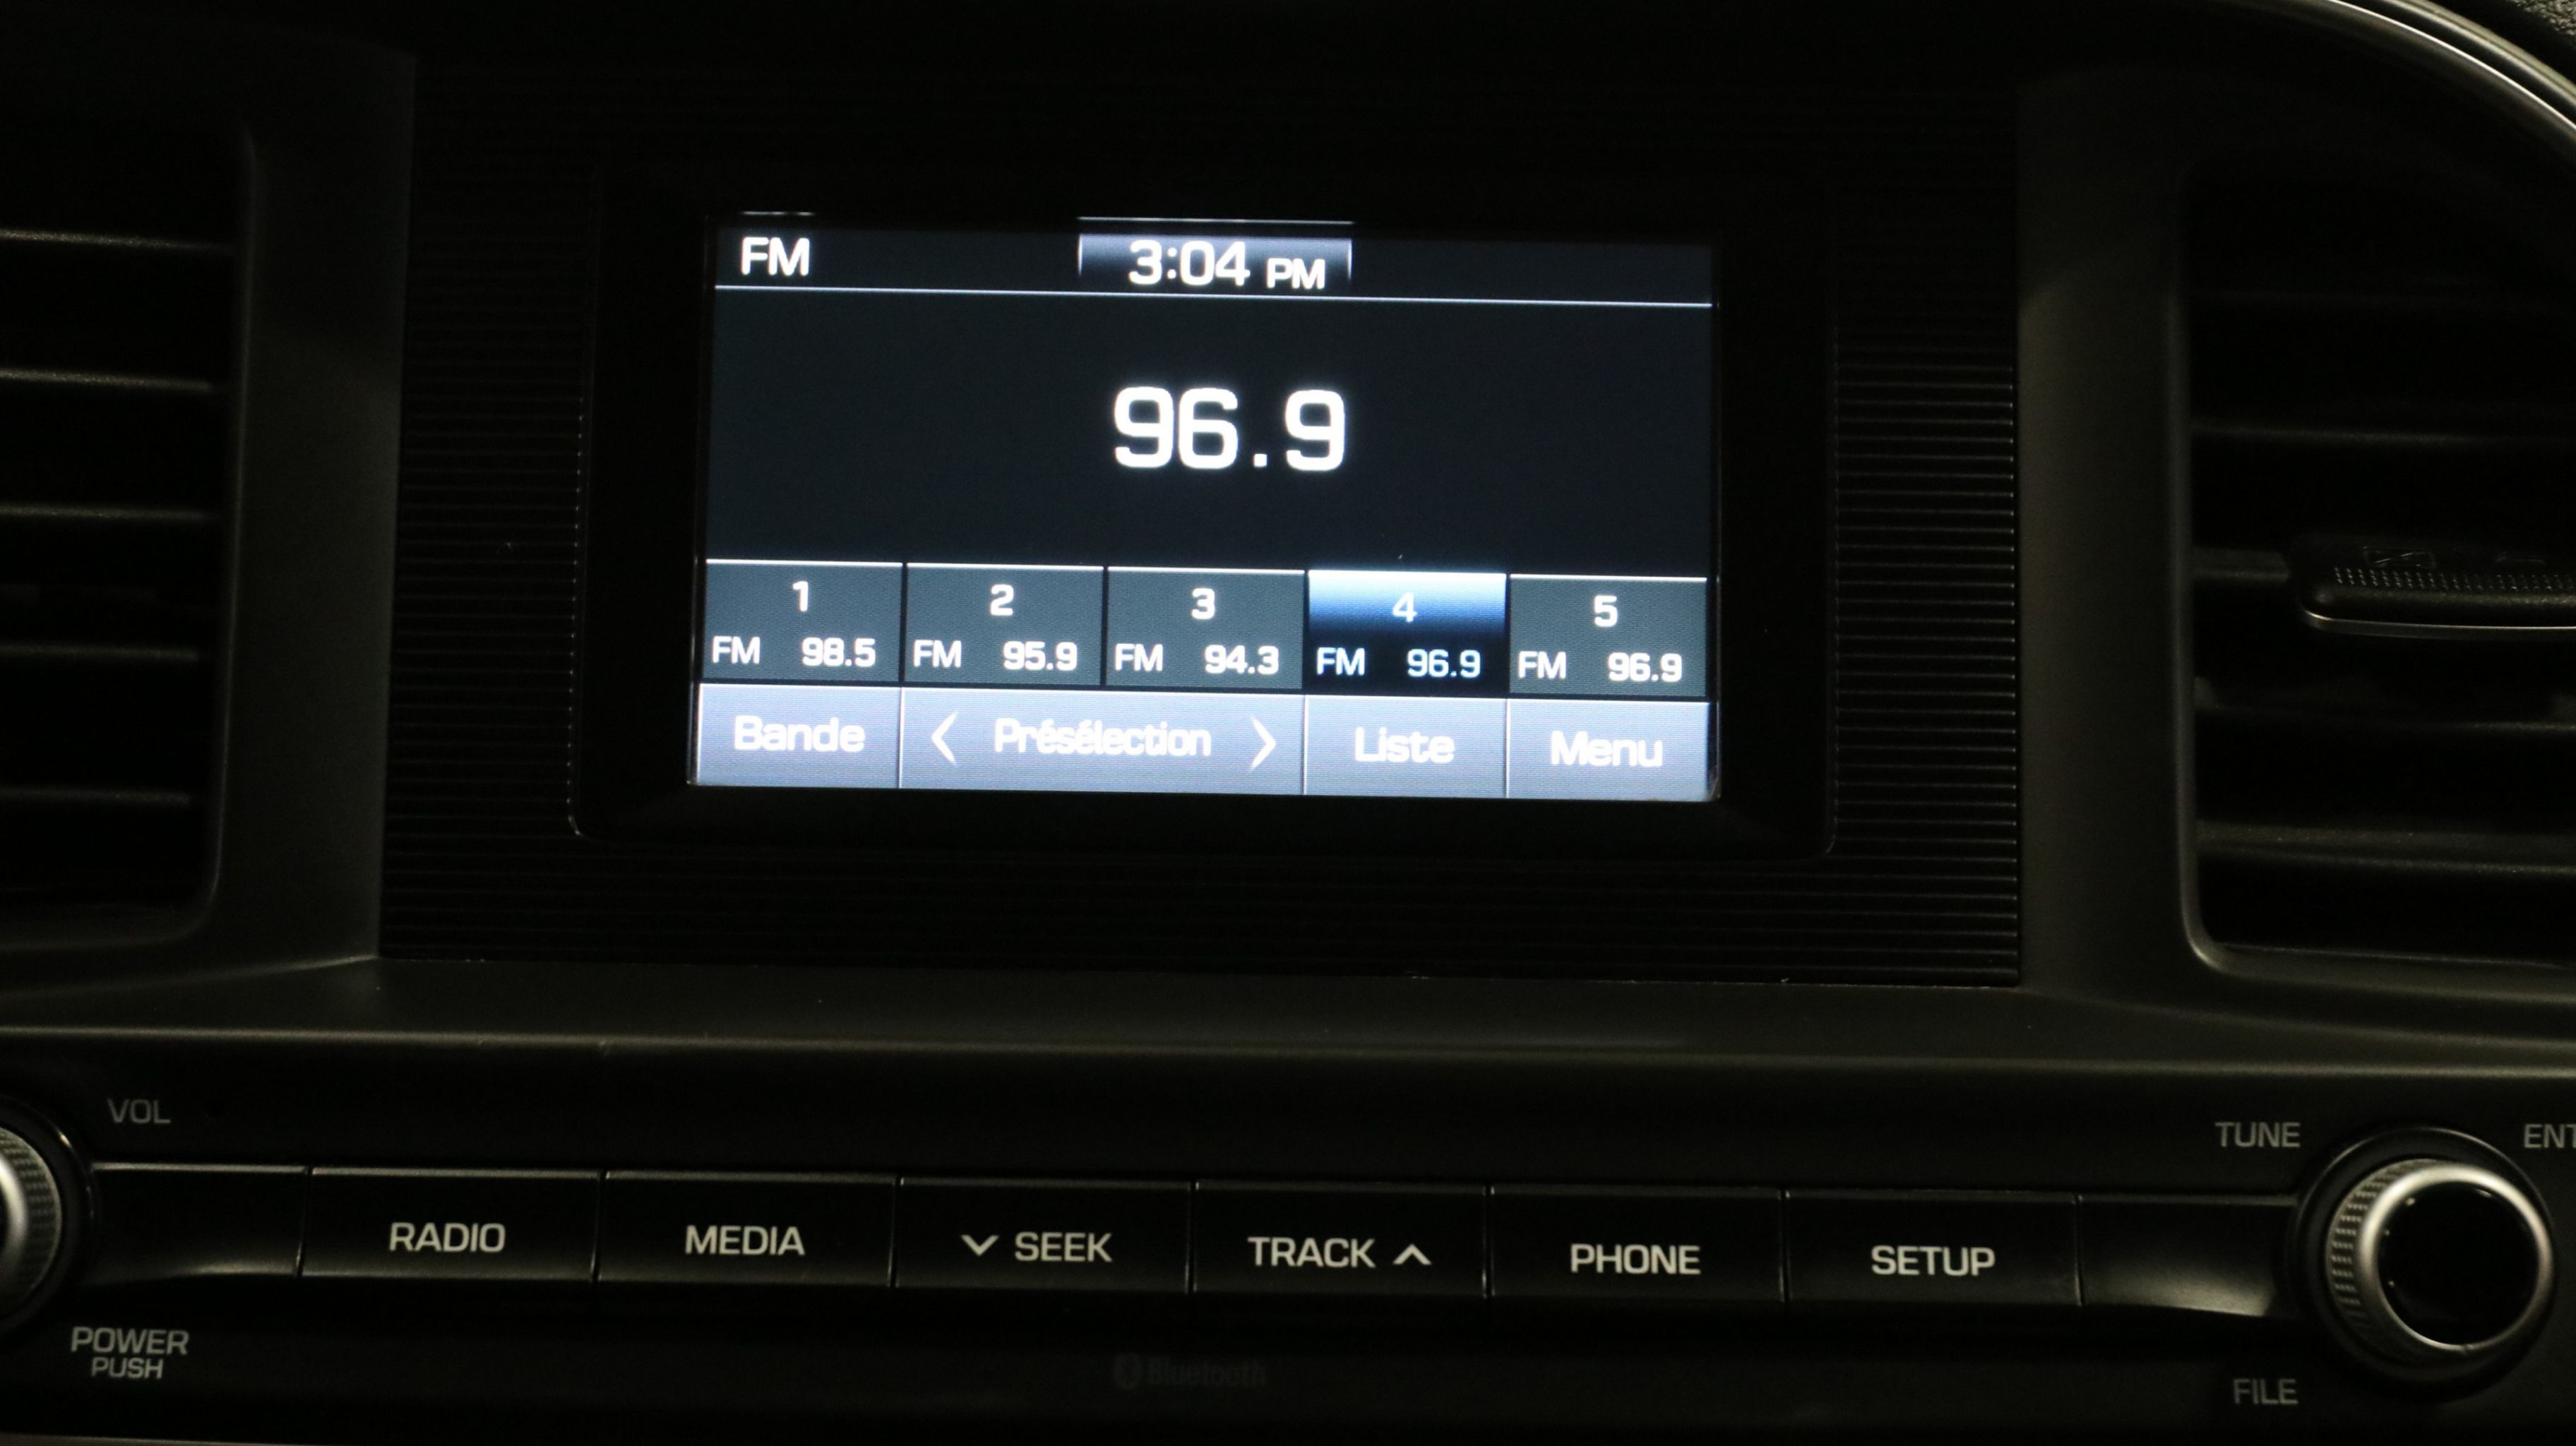 FM 3:04 PM
96.9
1 2 3 4 5
FM 98.5 FM 95.9 FM 94.3 FM 96.9 FM 96.9
Bande < Présélection > Liste Menu
VOL TUNE ENT
RADIO MEDIA SEEK TRACK PHONE SETUP
POWER
PUSH
Bluetooth
FILE